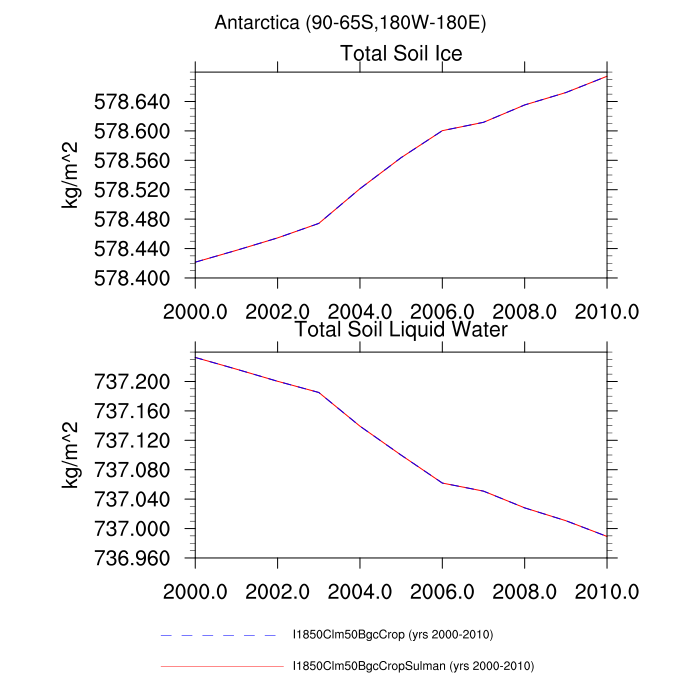 Antarctica (90-65S,180W-180E)
Total Soil Ice
kg/m^2
578.640
578.600
578.560
578.520
578.480
578.440
578.400
2000.0 2002.0 2004.0 2006.0 2008.0 2010.0
Total Soil Liquid Water
kg/m^2
737.200
737.160
737.120
737.080
737.040
737.000
736.960
2000.0 2002.0 2004.0 2006.0 2008.0 2010.0
I1850Clm50BgcCrop (yrs 2000-2010)
I1850Clm50BgcCropSulman (yrs 2000-2010)